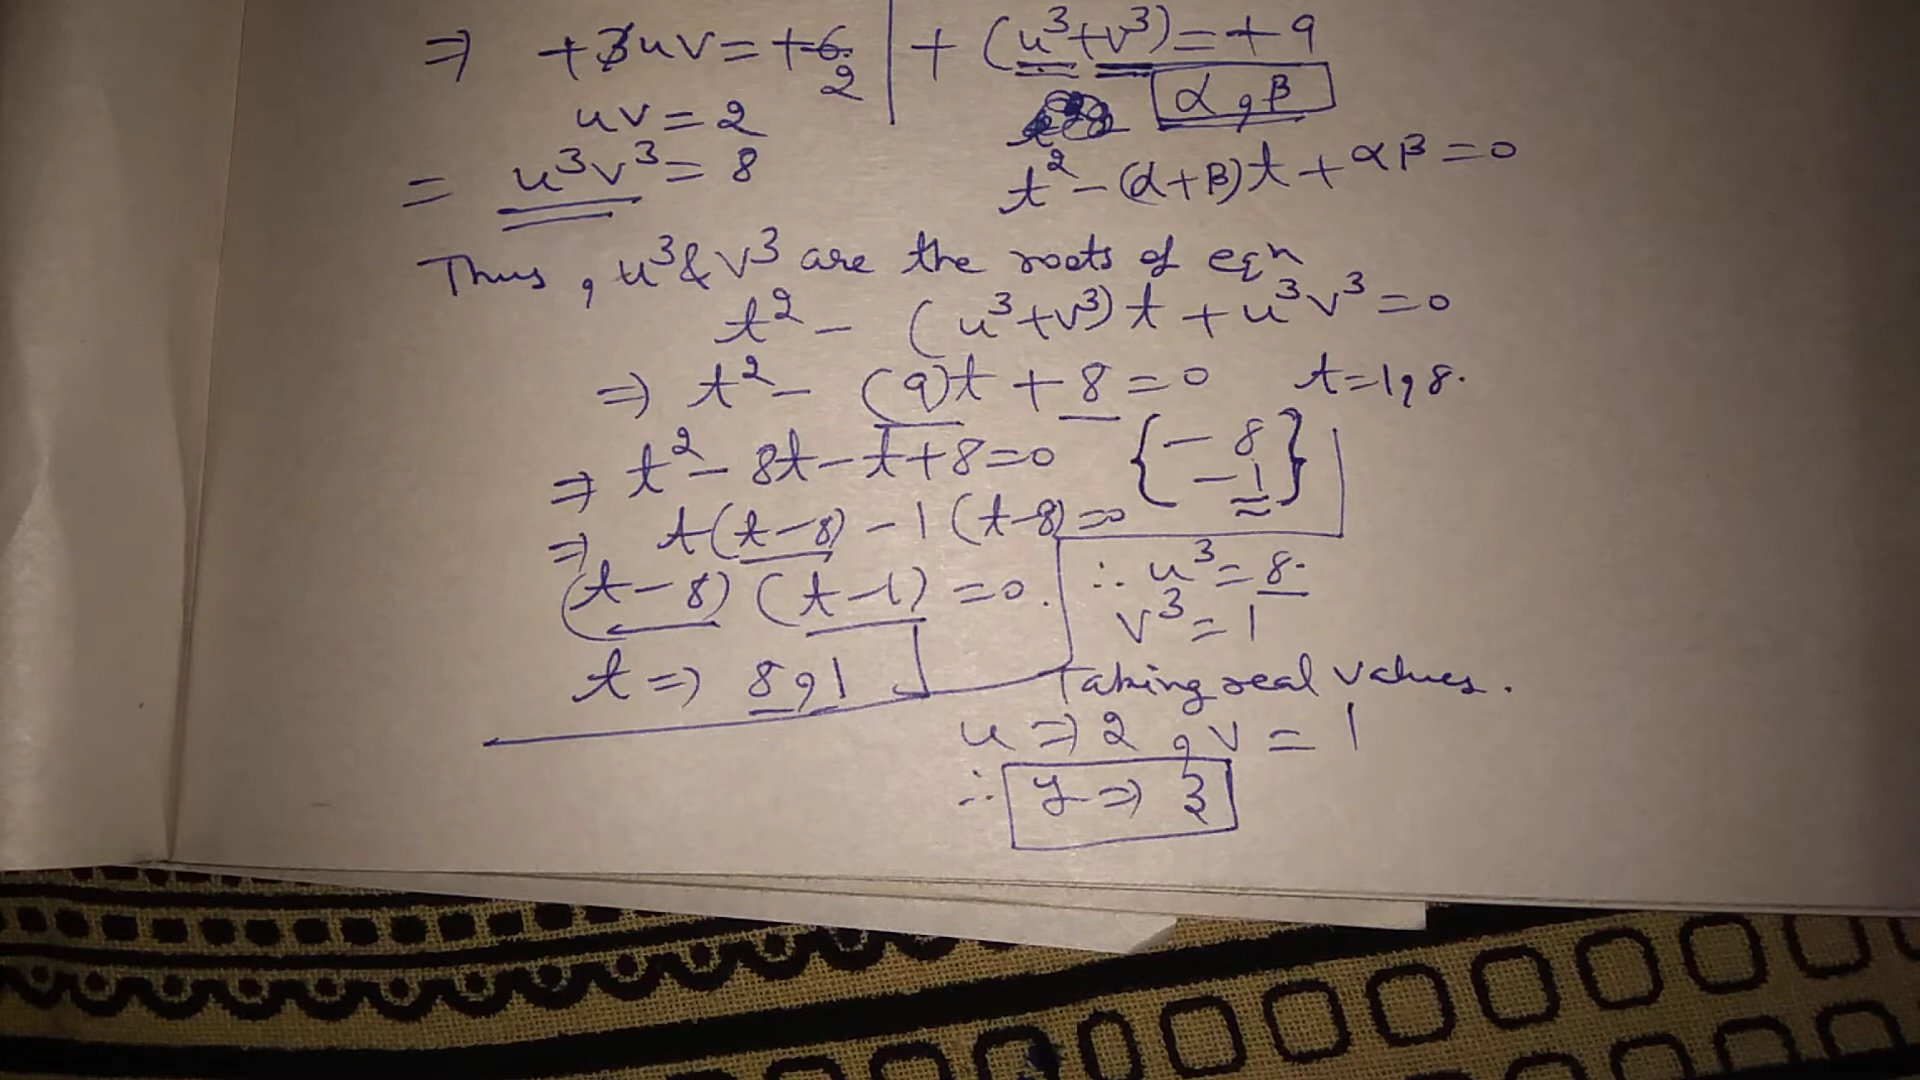 ⇒ +3uv = +6 2 | + (u³+v³) = +9
uv = 2
α, β
= u³v³ = 8
t² - (α+β)t + αβ = 0
Thus, u³ & v³ are the roots of eqn
t² - (u³+v³)t + u³v³ = 0
⇒ t² - (9)t + 8 = 0 t = 1, 8.
⇒ t² - 8t - t + 8 = 0 { - 8 - 1 }
⇒ t(t-8) - 1(t-8) = 0
(t-8)(t-1) = 0.
∴ u³ = 8.
v³ = 1
t ⇒ 8, 1
taking real values.
u ⇒ 2, v = 1
∴ y ⇒ 3